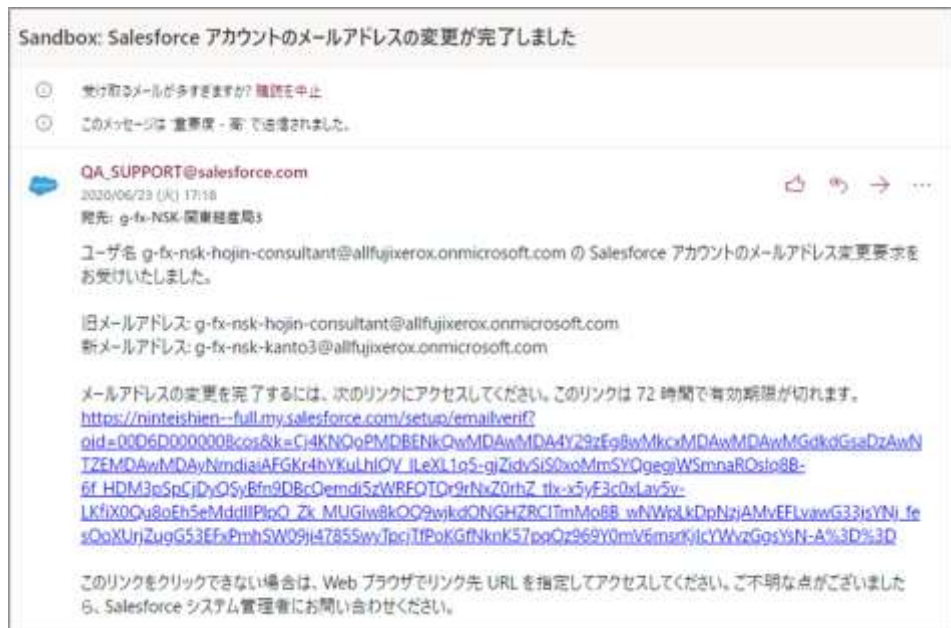 Sandbox: Salesforce アカウントのメールアドレスの変更が完了しました
受け取るメールが多すぎますか? 購読を中止
このメッセージは "重要度 - 高" で送信されました。
QA_SUPPORT@salesforce.com
2020/06/23 (火) 17:18
宛先: g-fx-NSK-関東経産局3
ユーザ名 g-fx-nsk-hojin-consultant@allfujixerox.onmicrosoft.com の Salesforce アカウントのメールアドレス変更要求を
お受けいたしました。
旧メールアドレス: g-fx-nsk-hojin-consultant@allfujixerox.onmicrosoft.com
新メールアドレス: g-fx-nsk-kanto3@allfujixerox.onmicrosoft.com
メールアドレスの変更を完了するには、次のリンクにアクセスしてください。このリンクは 72 時間で有効期限が切れます。
https://ninteishien--full.my.salesforce.com/setup/emailverif?
このリンクをクリックできない場合は、Web ブラウザでリンク先 URL を指定してアクセスしてください。ご不明な点がございました
ら、Salesforce システム管理者にお問い合わせください。